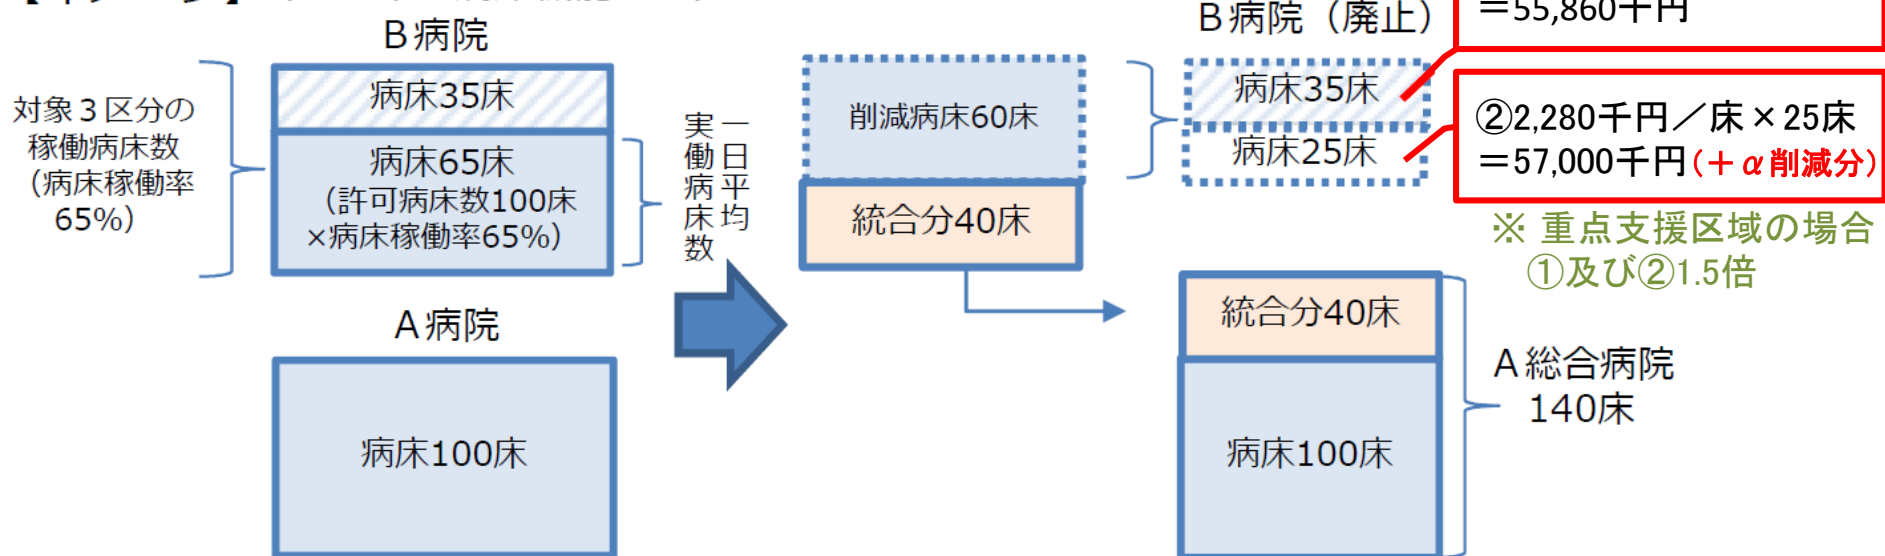 B病院
対象３区分の
稼働病床数
（病床稼働率
65%）
病床35床
病床65床
（許可病床数100床
×病床稼働率65%）
一日平均
実働病床数
A病院
病床100床
削減病床60床
統合分40床
B病院（廃止）
病床35床
病床25床
＝55,860千円
②2,280千円／床×25床
＝57,000千円（＋α削減分）
※ 重点支援区域の場合
①及び②1.5倍
統合分40床
病床100床
A総合病院
140床